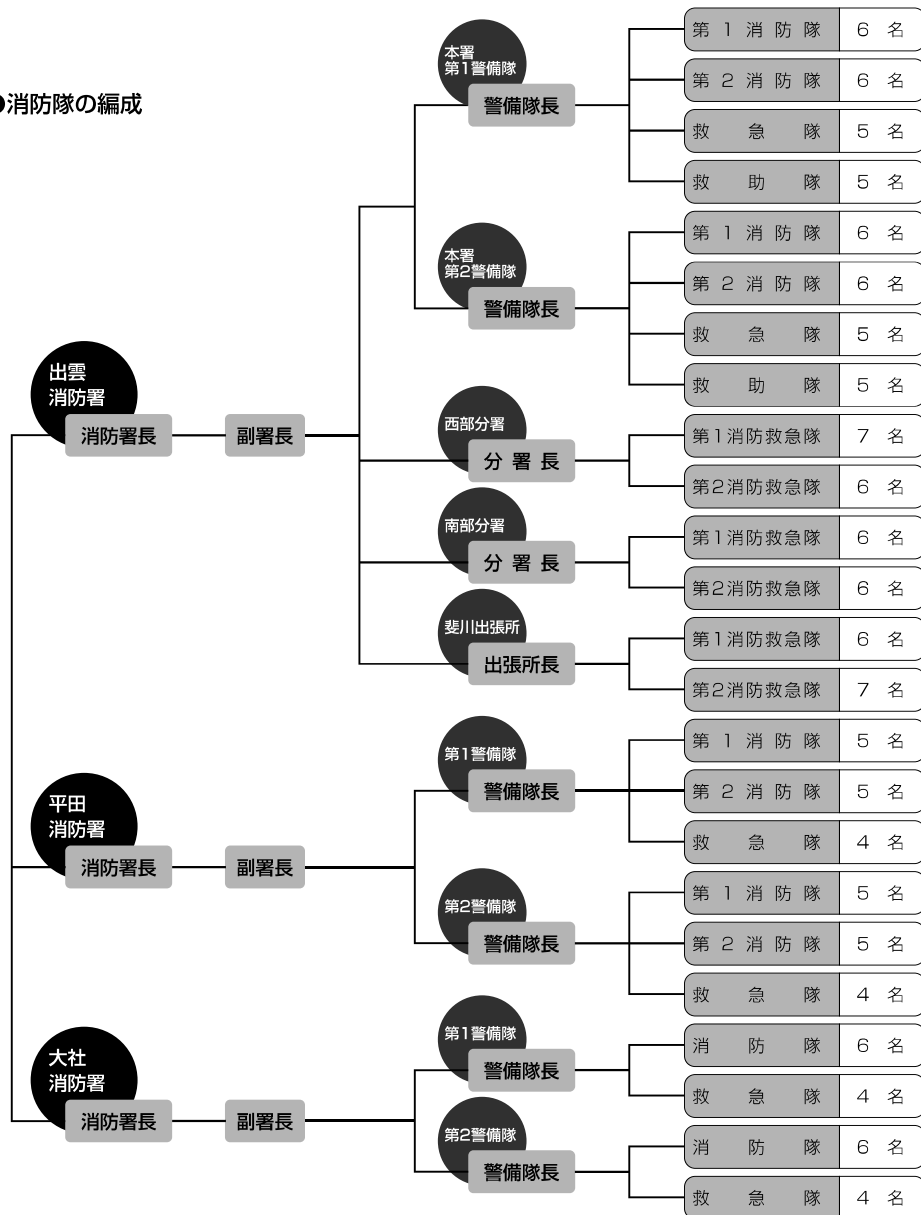 ●消防隊の編成
出雲
消防署
消防署長
副署長
本署
第1警備隊
警備隊長
第1消防隊 6名
第2消防隊 6名
救急隊 5名
救助隊 5名
本署
第2警備隊
警備隊長
第1消防隊 6名
第2消防隊 6名
救急隊 5名
救助隊 5名
西部分署
分署長
第1消防救急隊 7名
第2消防救急隊 6名
南部分署
分署長
第1消防救急隊 6名
第2消防救急隊 6名
斐川出張所
出張所長
第1消防救急隊 6名
第2消防救急隊 7名
平田
消防署
消防署長
副署長
第1警備隊
警備隊長
第1消防隊 5名
第2消防隊 5名
救急隊 4名
第2警備隊
警備隊長
第1消防隊 5名
第2消防隊 5名
救急隊 4名
大社
消防署
消防署長
副署長
第1警備隊
警備隊長
消防隊 6名
救急隊 4名
第2警備隊
警備隊長
消防隊 6名
救急隊 4名